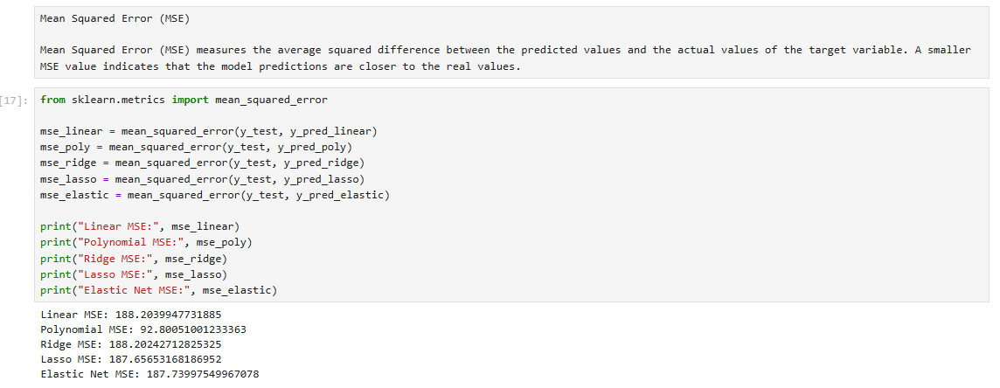 Mean Squared Error (MSE)
Mean Squared Error (MSE) measures the average squared difference between the predicted values and the actual values of the target variable. A smaller
MSE value indicates that the model predictions are closer to the real values.
[17]:
from sklearn.metrics import mean_squared_error
mse_linear = mean_squared_error(y_test, y_pred_linear)
mse_poly = mean_squared_error(y_test, y_pred_poly)
mse_ridge = mean_squared_error(y_test, y_pred_ridge)
mse_lasso = mean_squared_error(y_test, y_pred_lasso)
mse_elastic = mean_squared_error(y_test, y_pred_elastic)
print("Linear MSE:", mse_linear)
print("Polynomial MSE:", mse_poly)
print("Ridge MSE:", mse_ridge)
print("Lasso MSE:", mse_lasso)
print("Elastic Net MSE:", mse_elastic)
Linear MSE: 188.2039947731885
Polynomial MSE: 92.80051001233363
Ridge MSE: 188.20242712825325
Lasso MSE: 187.65653168186952
Elastic Net MSE: 187.73997549967078